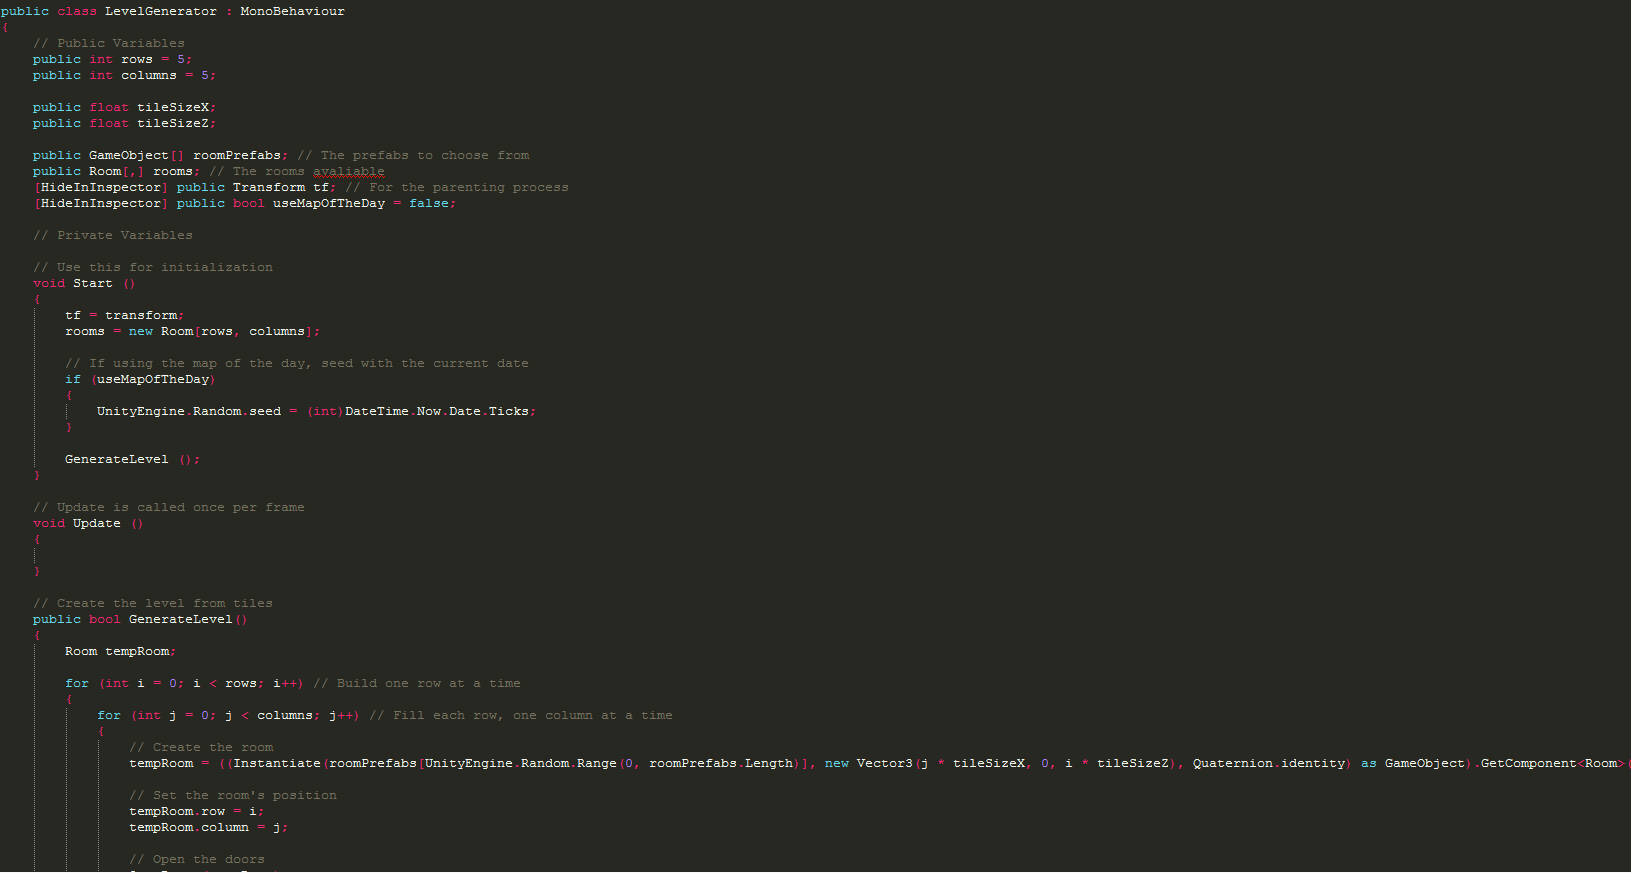 public class LevelGenerator : MonoBehaviour
{
    // Public Variables
    public int rows = 5;
    public int columns = 5;

    public float tileSizeX;
    public float tileSizeZ;

    public GameObject[] roomPrefabs; // The prefabs to choose from
    public Room[,] rooms; // The rooms avaliable
    [HideInInspector] public Transform tf; // For the parenting process
    [HideInInspector] public bool useMapOfTheDay = false;

    // Private Variables

    // Use this for initialization
    void Start ()
    {
        tf = transform;
        rooms = new Room[rows, columns];

        // If using the map of the day, seed with the current date
        if (useMapOfTheDay)
        {
            UnityEngine.Random.seed = (int)DateTime.Now.Date.Ticks;
        }

        GenerateLevel ();
    }

    // Update is called once per frame
    void Update ()
    {

    }

    // Create the level from tiles
    public bool GenerateLevel()
    {
        Room tempRoom;

        for (int i = 0; i < rows; i++) // Build one row at a time
        {
            for (int j = 0; j < columns; j++) // Fill each row, one column at a time
            {
                // Create the room
                tempRoom = ((Instantiate(roomPrefabs[UnityEngine.Random.Range(0, roomPrefabs.Length)], new Vector3(j * tileSizeX, 0, i * tileSizeZ), Quaternion.identity) as GameObject).GetComponent<Room>(

                // Set the room's position
                tempRoom.row = i;
                tempRoom.column = j;

                // Open the doors